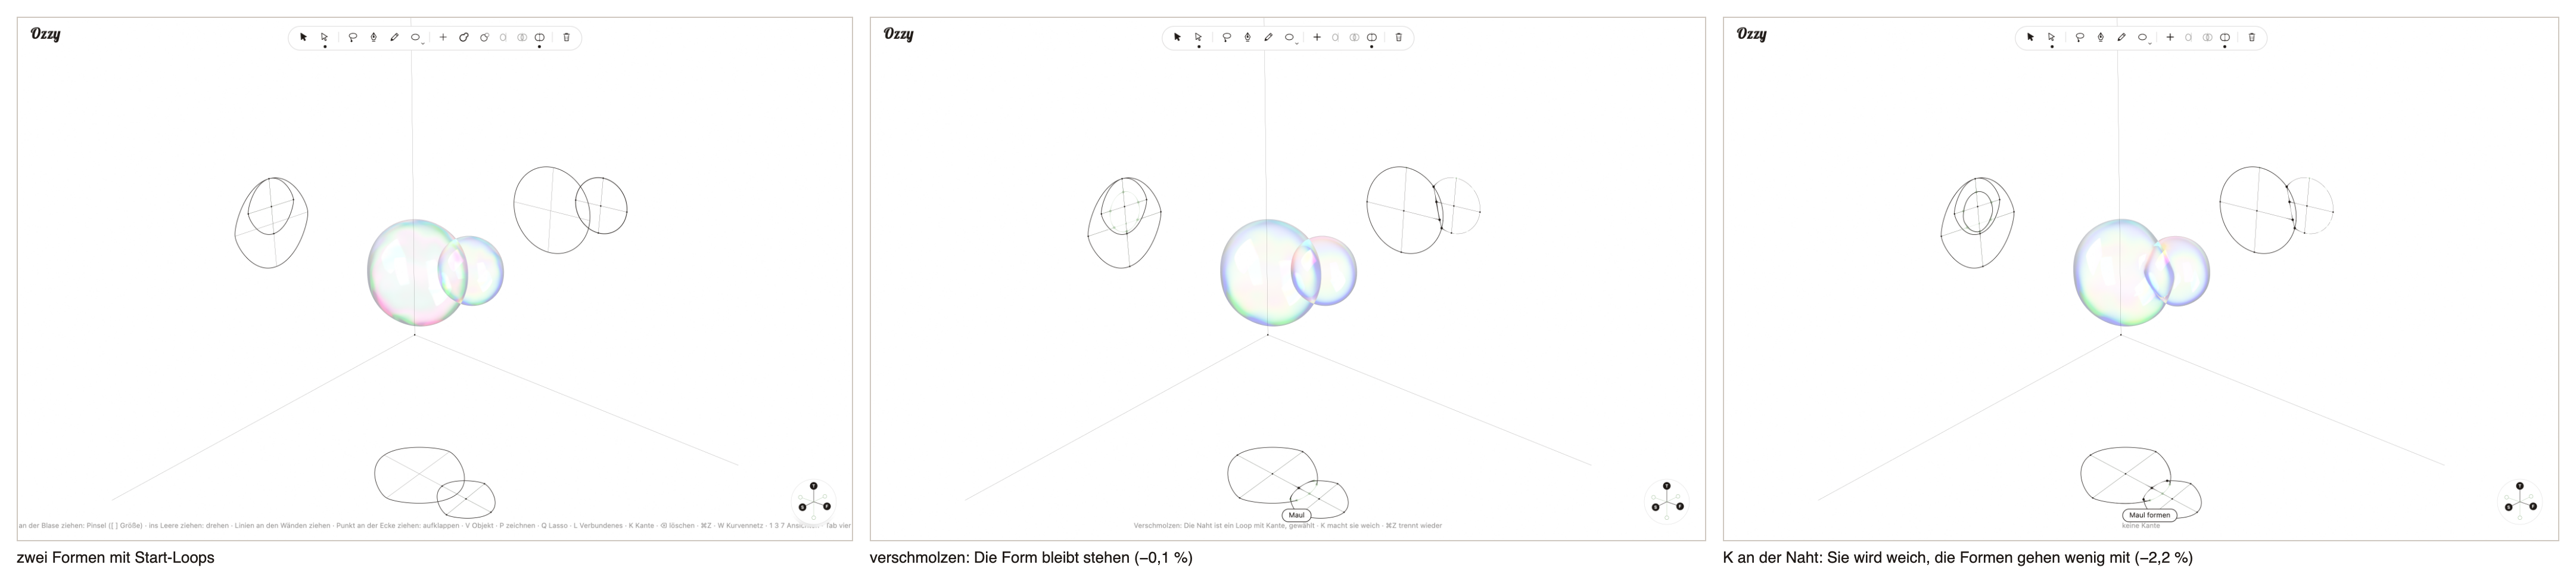 Ozzy
an der Blase ziehen: Pinsel ([ ] Größe) · ins Leere ziehen: drehen · Linien an den Wänden ziehen · Punkt an der Ecke ziehen: aufklappen · V Objekt · P zeichnen · Q Lasso · L Verbundenes · K Kante · ⌫ löschen · ⌘Z · W Kurvennetz · 1 3 7 Tab vier
T
S
F
zwei Formen mit Start-Loops
Ozzy
Maul
Verschmolzen: Die Naht ist ein Loop mit Kante, gewählt · K macht sie weich · ⌘Z trennt wieder
T
S
F
verschmolzen: Die Form bleibt stehen (–0,1 %)
Ozzy
Maul formen
keine Kante
T
S
F
K an der Naht: Sie wird weich, die Formen gehen wenig mit (–2,2 %)